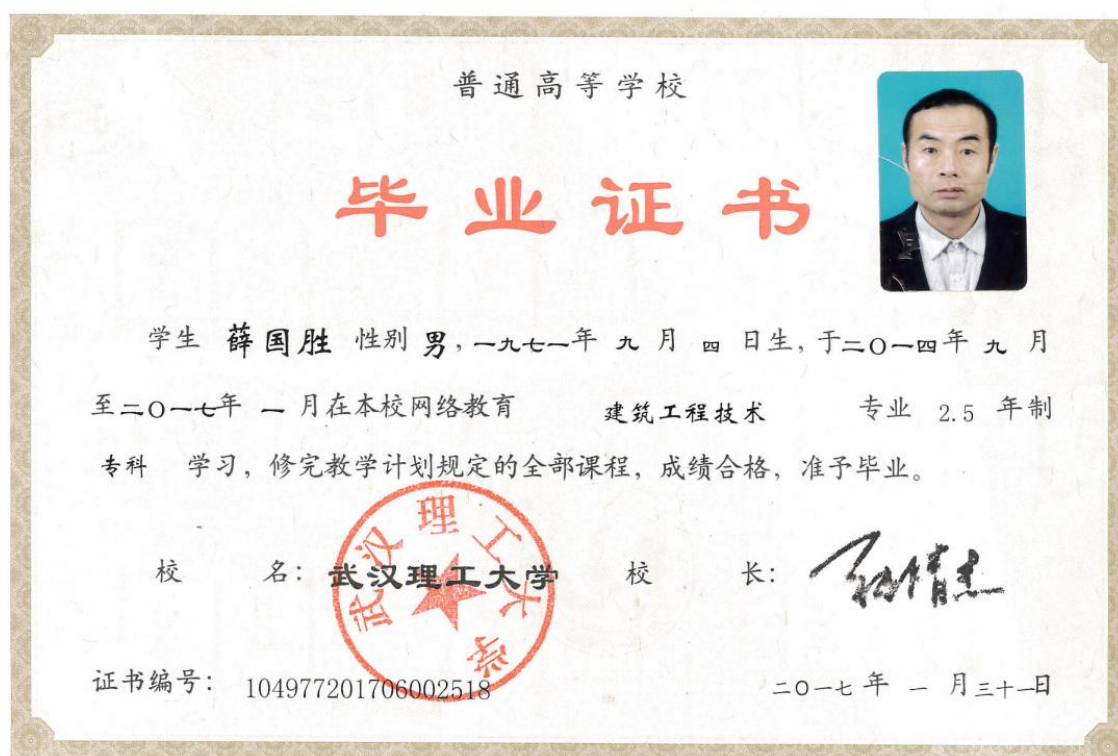 普通高等学校
毕业证书
学生 薛国胜 性别 男，一九七一年 九 月 四 日生，于二〇一四年 九 月
至二〇一七年 一 月在本校网络教育 建筑工程技术 专业 2.5 年制
专科 学习，修完教学计划规定的全部课程，成绩合格，准予毕业。
武汉理工大学
校 名：武汉理工大学 校 长：
证书编号：104977201706002518 二〇一七 年 一 月三十一日